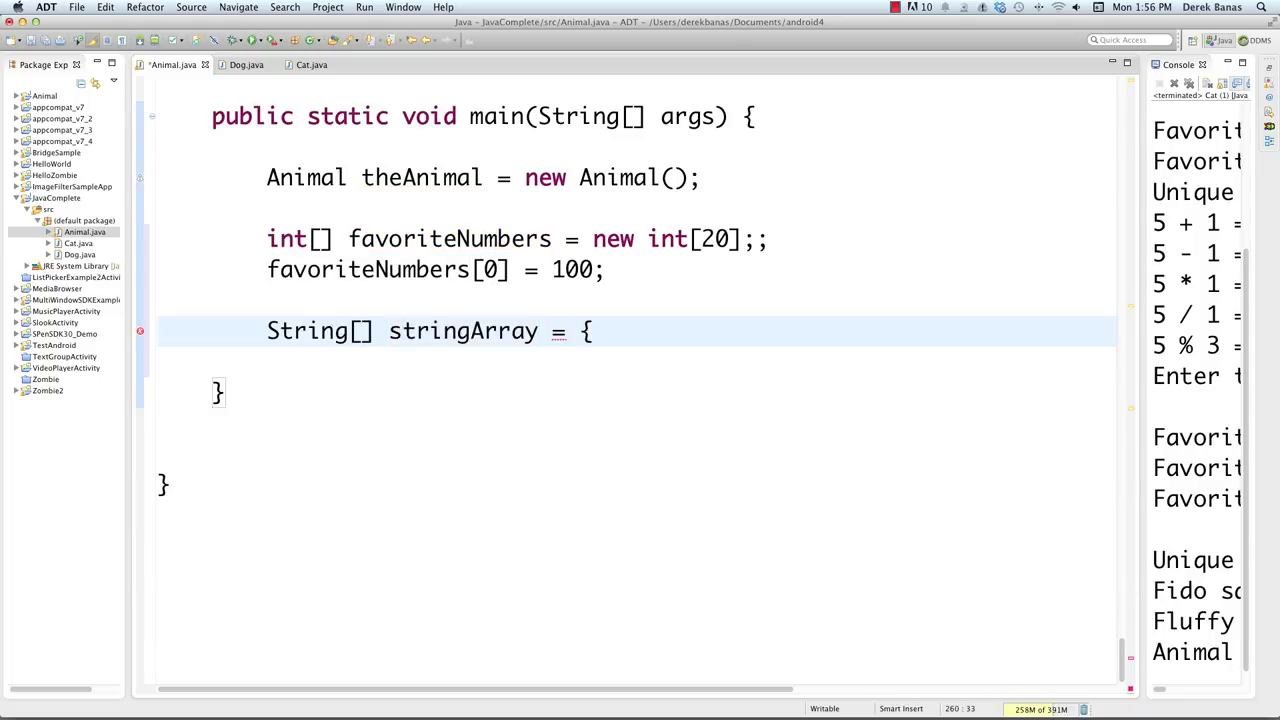 ADT File Edit Refactor Source Navigate Search Project Run Window Help
10 Mon 1:56 PM Derek Banas
Java – JavaComplete/src/Animal.java – ADT – /Users/derekbanas/Documents/android4
Quick Access
Java
DDMS
Package Exp
Animal
appcompat_v7
appcompat_v7_2
appcompat_v7_3
appcompat_v7_4
BridgeSample
HelloWorld
HelloZombie
ImageFilterSampleApp
JavaComplete
src
(default package)
Animal.java
Cat.java
Dog.java
JRE System Library [
ListPickerExample2Activi
MediaBrowser
MultiWindowSDKExample
MusicPlayerActivity
SlookActivity
SPenSDK30_Demo
TestAndroid
TextGroupActivity
VideoPlayerActivity
Zombie
Zombie2
*Animal.java
Dog.java
Cat.java
public static void main(String[] args) {
Animal theAnimal = new Animal();
int[] favoriteNumbers = new int[20];;
favoriteNumbers[0] = 100;
String[] stringArray = {
}
}
Console
<terminated> Cat (1) [Java
Favorit
Favorit
Unique
5 + 1 =
5 - 1 =
5 * 1 =
5 / 1 =
5 % 3 =
Enter t
Favorit
Favorit
Favorit
Unique
Fido sa
Fluffy
Animal
Writable
Smart Insert
260 : 33
258M of 391M